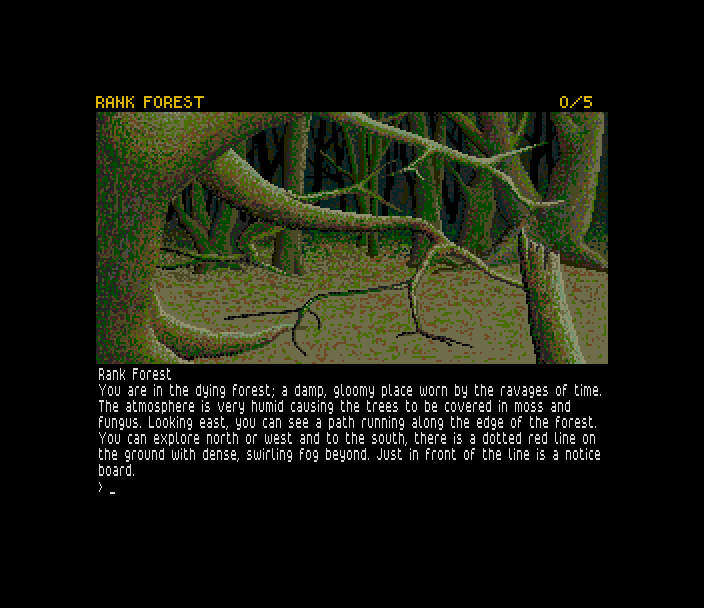 RANK FOREST 0/5
Rank Forest
You are in the dying forest; a damp, gloomy place worn by the ravages of time.
The atmosphere is very humid causing the trees to be covered in moss and
fungus. Looking east, you can see a path running along the edge of the forest.
You can explore north or west and to the south, there is a dotted red line on
the ground with dense, swirling fog beyond. Just in front of the line is a notice
board.
> _